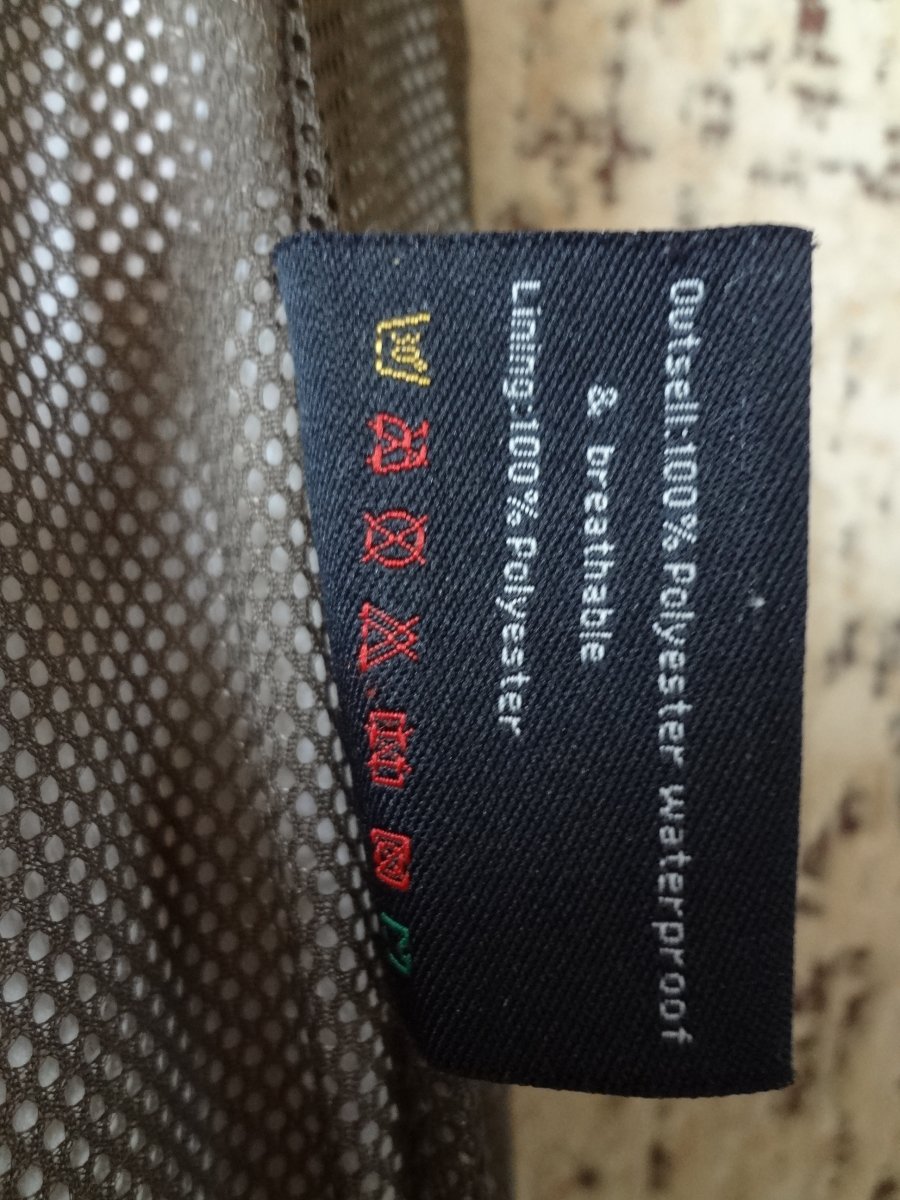 Outsell:100% Polyester waterproof
& breathable
Lining:100% Polyester